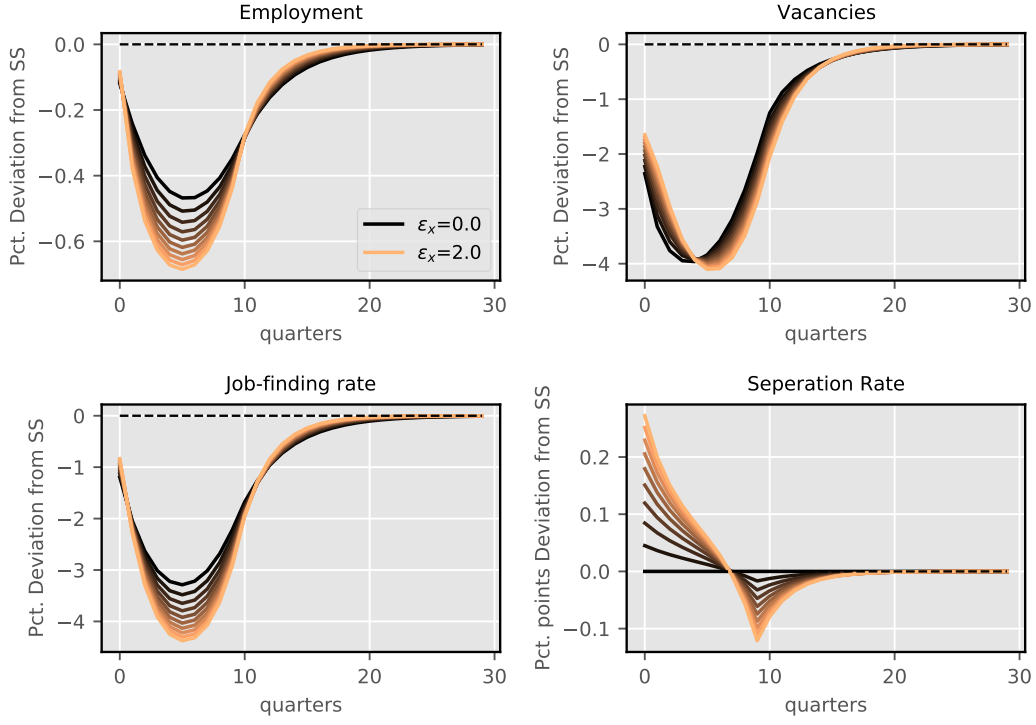 Employment
Vacancies
Pct. Deviation from SS
0.0
−0.2
−0.4
−0.6
εx=0.0
εx=2.0
0
10
20
30
quarters
Pct. Deviation from SS
0
−1
−2
−3
−4
0
10
20
30
quarters
Job-finding rate
Seperation Rate
Pct. Deviation from SS
0
−1
−2
−3
−4
0
10
20
30
quarters
Pct. points Deviation from SS
0.2
0.1
0.0
−0.1
0
10
20
30
quarters